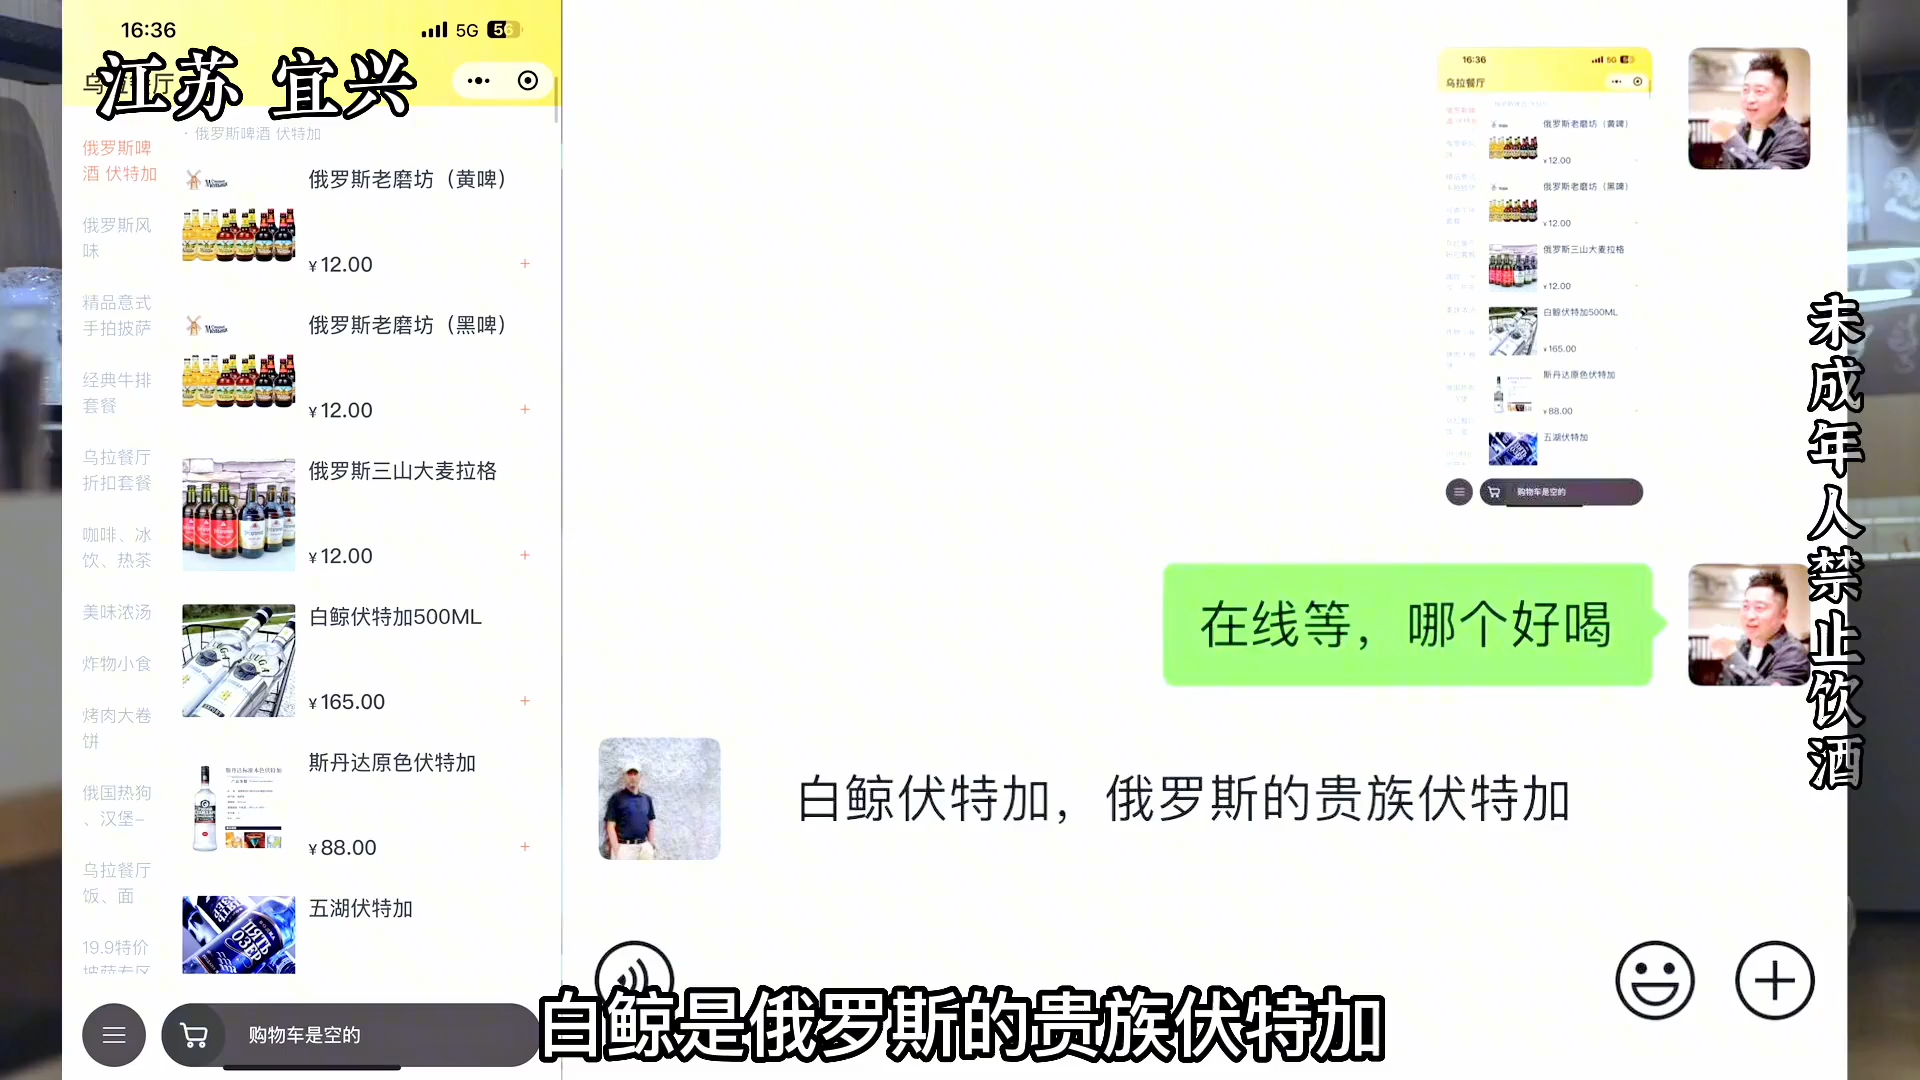 16:36
5G 56
江苏 宜兴
俄罗斯啤酒 伏特加
俄罗斯啤
酒 伏特加
俄罗斯风
味
精品意式
手拍披萨
经典牛排
套餐
乌拉餐厅
折扣套餐
咖啡、冰
饮、热茶
美味浓汤
炸物小食
烤肉大卷
饼
俄国热狗
、汉堡-
乌拉餐厅
饭、面
19.9特价
披萨专区
俄罗斯老磨坊（黄啤）
¥12.00
俄罗斯老磨坊（黑啤）
¥12.00
俄罗斯三山大麦拉格
¥12.00
白鲸伏特加500ML
¥165.00
斯丹达原色伏特加
¥88.00
五湖伏特加
ПЯТЬ
ОЗЕР
购物车是空的
16:36
5G
乌拉餐厅
俄罗斯老磨坊（黄啤）
¥12.00
俄罗斯老磨坊（黑啤）
¥12.00
俄罗斯三山大麦拉格
¥12.00
白鲸伏特加500ML
¥165.00
斯丹达原色伏特加
¥88.00
五湖伏特加
购物车是空的
在线等，哪个好喝
白鲸伏特加，俄罗斯的贵族伏特加
未成年人禁止饮酒
白鲸是俄罗斯的贵族伏特加